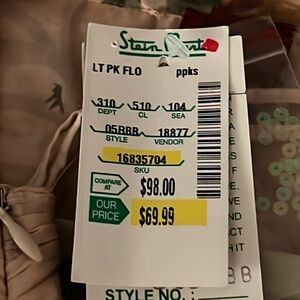 Stein Mart
LT PK FLO ppks
310 510 104
DEPT CL SEA
05RRR 18877
STYLE VENDOR
16835704
SKU
COMPARE AT $98.00
OUR PRICE $69.99
STYLE NO.: